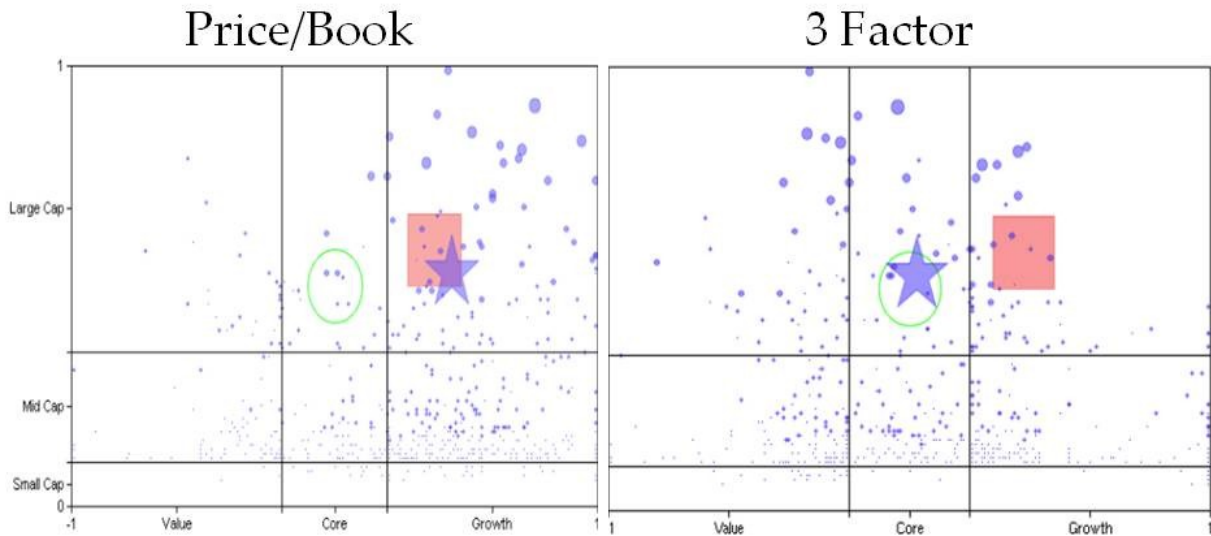 Price/Book
3 Factor
1
Large Cap
Mid Cap
Small Cap
0
-1 Value Core Growth 1
1 Value Core Growth 1